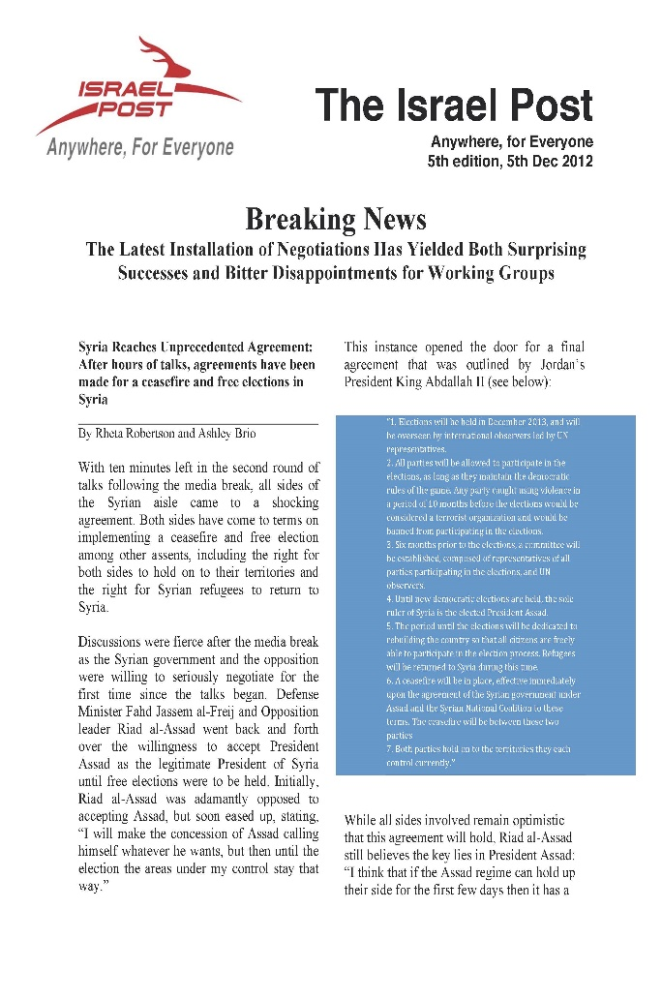 ISRAEL
POST
Anywhere, For Everyone
The Israel Post
Anywhere, for Everyone
5th edition, 5th Dec 2012
Breaking News
The Latest Installation of Negotiations Has Yielded Both Surprising
Successes and Bitter Disappointments for Working Groups
Syria Reaches Unprecedented Agreement:
After hours of talks, agreements have been
made for a ceasefire and free elections in
Syria
By Rheta Robertson and Ashley Brio
With ten minutes left in the second round of
talks following the media break, all sides of
the Syrian aisle came to a shocking
agreement. Both sides have come to terms on
implementing a ceasefire and free election
among other assents, including the right for
both sides to hold on to their territories and
the right for Syrian refugees to return to
Syria.
Discussions were fierce after the media break
as the Syrian government and the opposition
were willing to seriously negotiate for the
first time since the talks began. Defense
Minister Fahd Jassem al-Freij and Opposition
leader Riad al-Assad went back and forth
over the willingness to accept President
Assad as the legitimate President of Syria
until free elections were to be held. Initially,
Riad al-Assad was adamantly opposed to
accepting Assad, but soon eased up, stating,
“I will make the concession of Assad calling
himself whatever he wants, but then until the
election the areas under my control stay that
way.”
This instance opened the door for a final
agreement that was outlined by Jordan’s
President King Abdallah II (see below):
“1. Elections will be held in December 2013, and will
be overseen by international observers led by UN
representatives.
2. All parties will be allowed to participate in the
elections, as long as they maintain the democratic
rules of the game. Any party caught using violence in
a period of 10 months before the elections would be
considered a terrorist organization and would be
banned from participating in the elections.
3. Six months prior to the elections, a committee will
be established, composed of representatives of all
parties participating in the elections, and UN
observers.
4. Until new democratic elections are held, the sole
ruler of Syria is the elected President Assad.
5. The period until the elections will be dedicated to
rebuilding the country so that all citizens are freely
able to participate in the election process. Refugees
will be returned to Syria during this time.
6. A ceasefire will be in place, effective immediately
upon the agreement of the Syrian government under
Assad and the Syrian National Coalition to these
terms. The ceasefire will be between these two
parties
7. Both parties hold on to the territories they each
control currently.”
While all sides involved remain optimistic
that this agreement will hold, Riad al-Assad
still believes the key lies in President Assad:
“I think that if the Assad regime can hold up
their side for the first few days then it has a